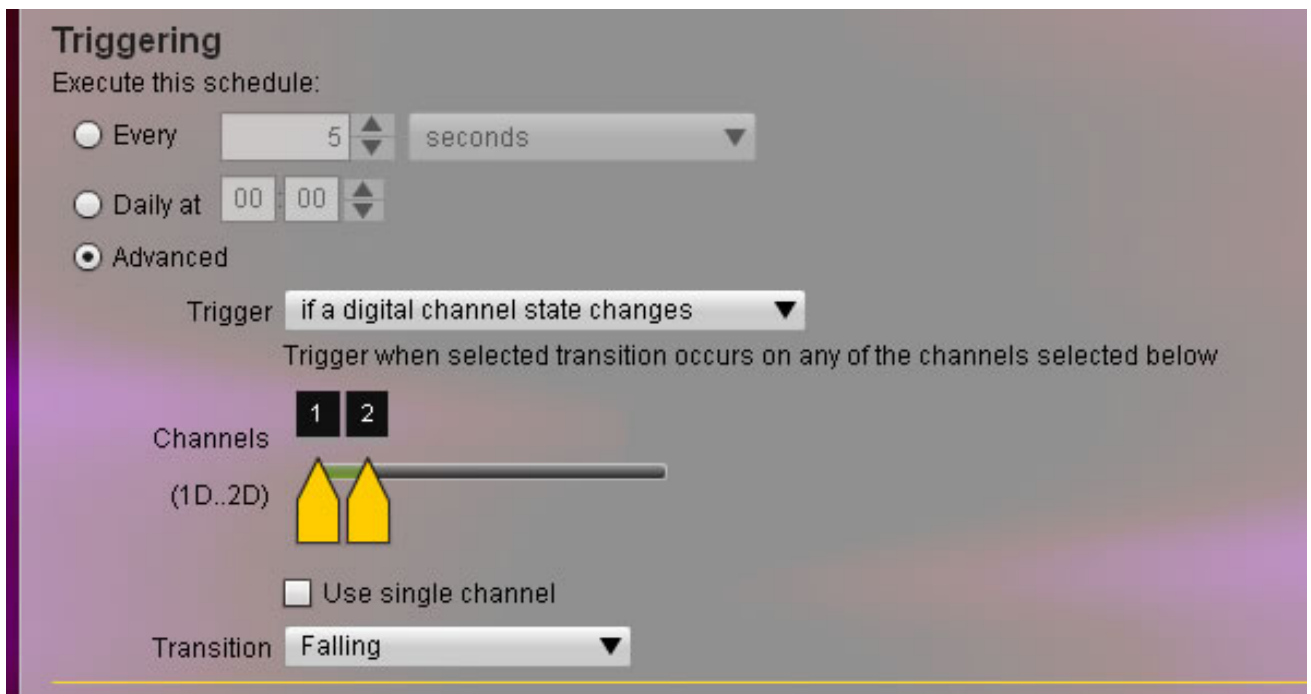 Triggering
Execute this schedule:
Every 5 seconds
Daily at 00 : 00
Advanced
Trigger if a digital channel state changes
Trigger when selected transition occurs on any of the channels selected below
1 2
Channels
(1D..2D)
Use single channel
Transition Falling